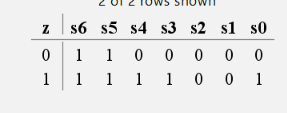 2 of 2 rows shown
z s6 s5 s4 s3 s2 s1 s0
0 1 1 0 0 0 0 0
1 1 1 1 1 0 0 1